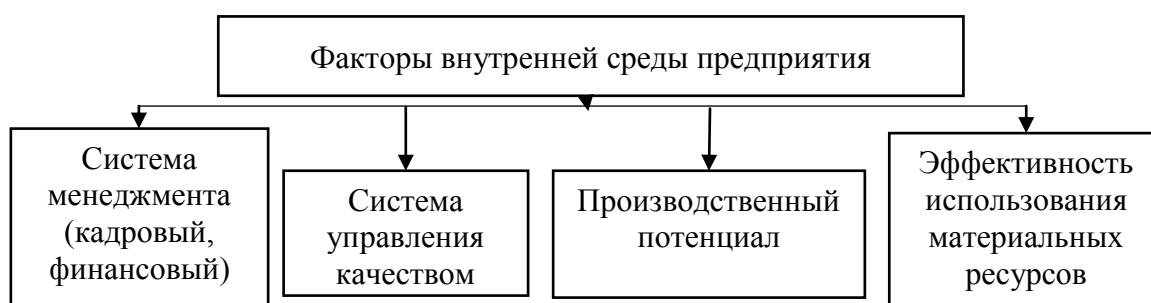 Факторы внутренней среды предприятия
Система
менеджмента
(кадровый,
финансовый)
Система
управления
качеством
Производственный
потенциал
Эффективность
использования
материальных
ресурсов